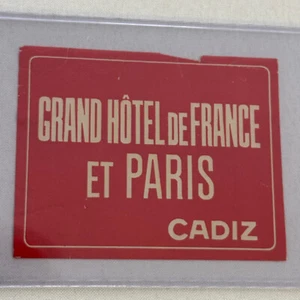 GRAND HÔTEL DE FRANCE
ET PARIS
CADIZ